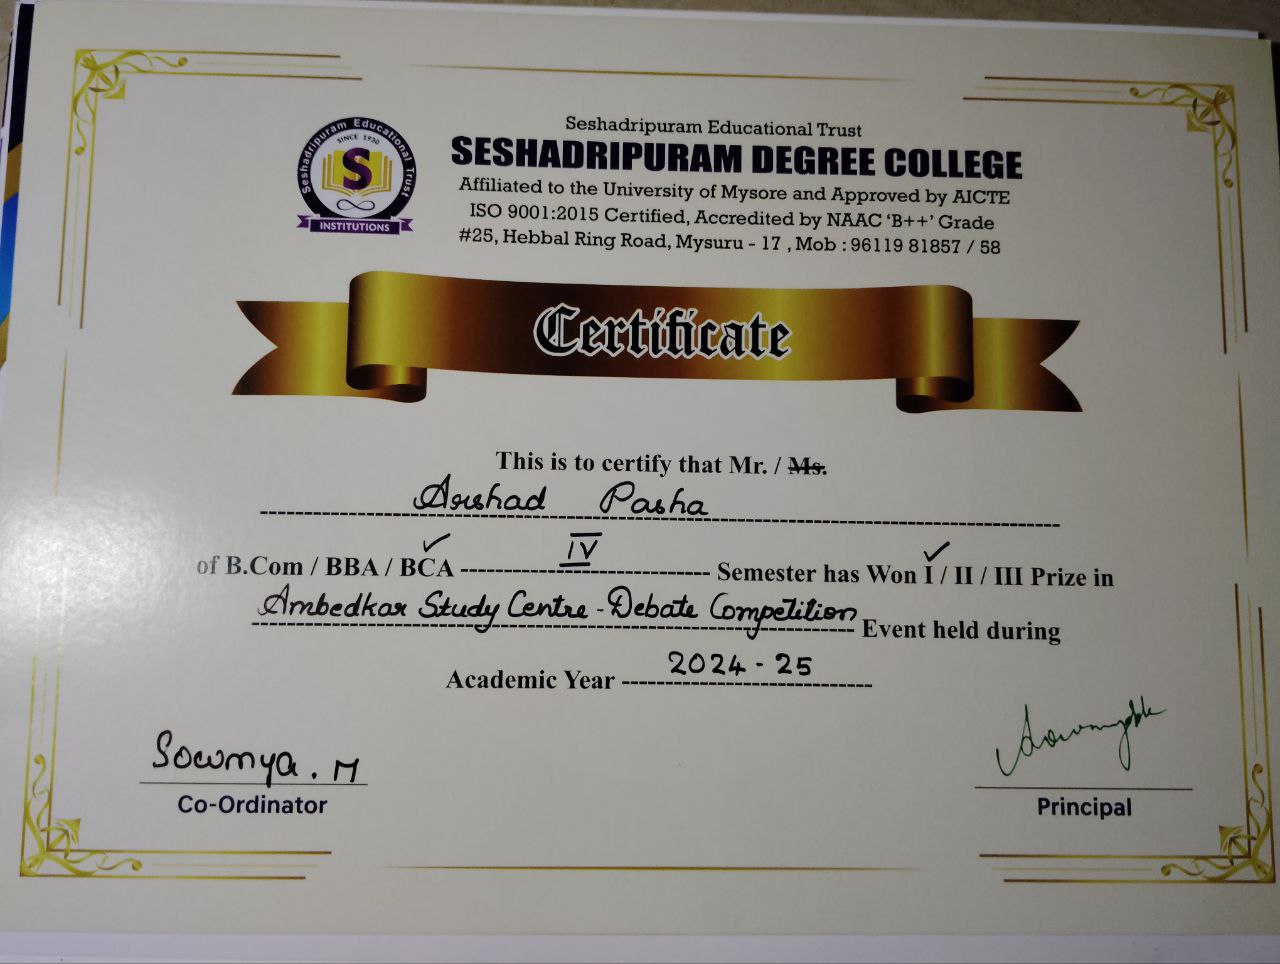 Seshadripuram Educational Trust
SINCE 1930
S
INSTITUTIONS
Seshadripuram Educational Trust
SESHADRIPURAM DEGREE COLLEGE
Affiliated to the University of Mysore and Approved by AICTE
ISO 9001:2015 Certified, Accredited by NAAC ‘B++’ Grade
#25, Hebbal Ring Road, Mysuru - 17 , Mob : 96119 81857 / 58
Certificate
This is to certify that Mr. / Ms.
Arshad Pasha
of B.Com / BBA / BCA IV Semester has Won I / II / III Prize in
Ambedkar Study Centre - Debate Competition Event held during
Academic Year 2024 - 25
Sowmya . M
Co-Ordinator
Principal